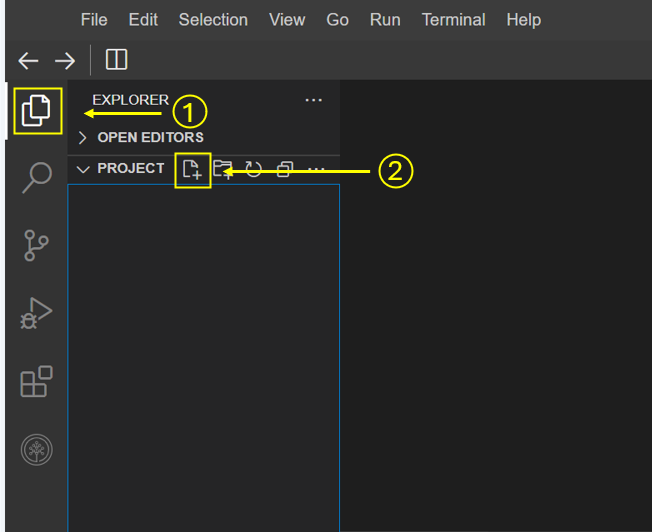 File Edit Selection View Go Run Terminal Help
EXPLORER
1
OPEN EDITORS
PROJECT
2